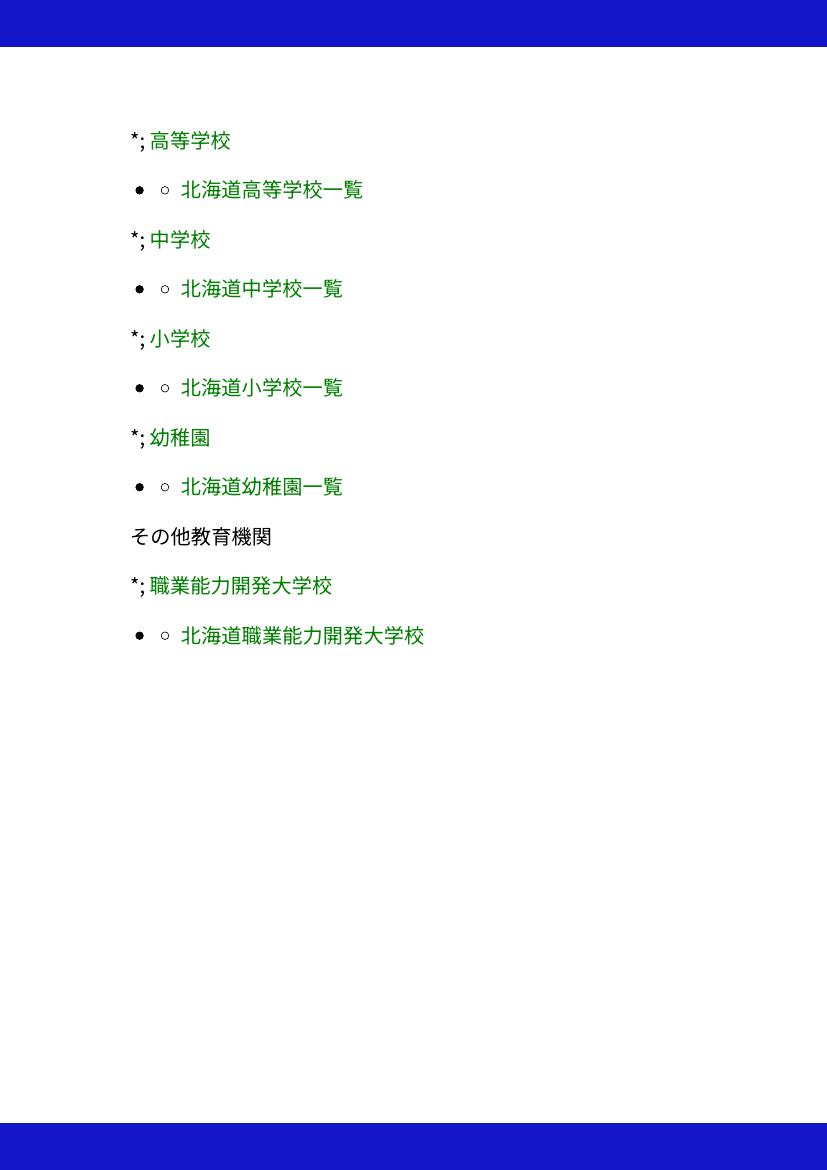 *; 高等学校
● ○ 北海道高等学校一覧
*; 中学校
● ○ 北海道中学校一覧
*; 小学校
● ○ 北海道小学校一覧
*; 幼稚園
● ○ 北海道幼稚園一覧
その他教育機関
*; 職業能力開発大学校
● ○ 北海道職業能力開発大学校